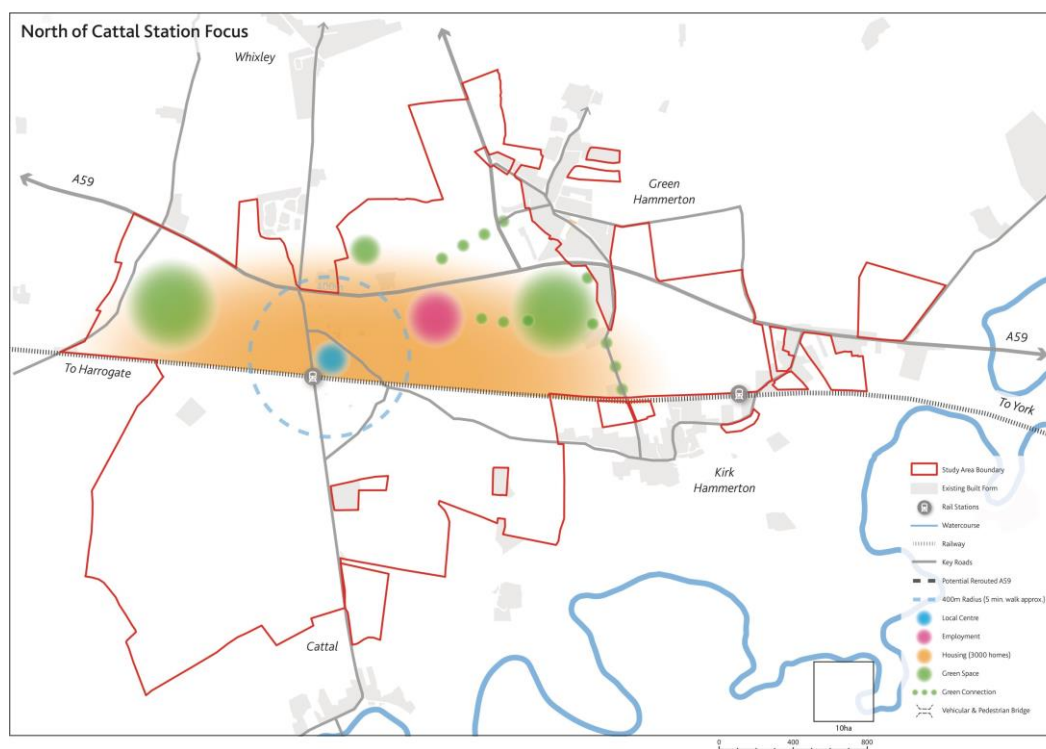 North of Cattal Station Focus
Whixley
A59
Green
Hammerton
400m
To Harrogate
A59
To York
Kirk
Hammerton
Cattal
Study Area Boundary
Existing Built Form
Rail Stations
Watercourse
Railway
Key Roads
Potential Rerouted A59
400m Radius (5 min. walk approx.)
Local Centre
Employment
Housing (3000 homes)
Green Space
Green Connection
Vehicular & Pedestrian Bridge
10ha
0 400 800